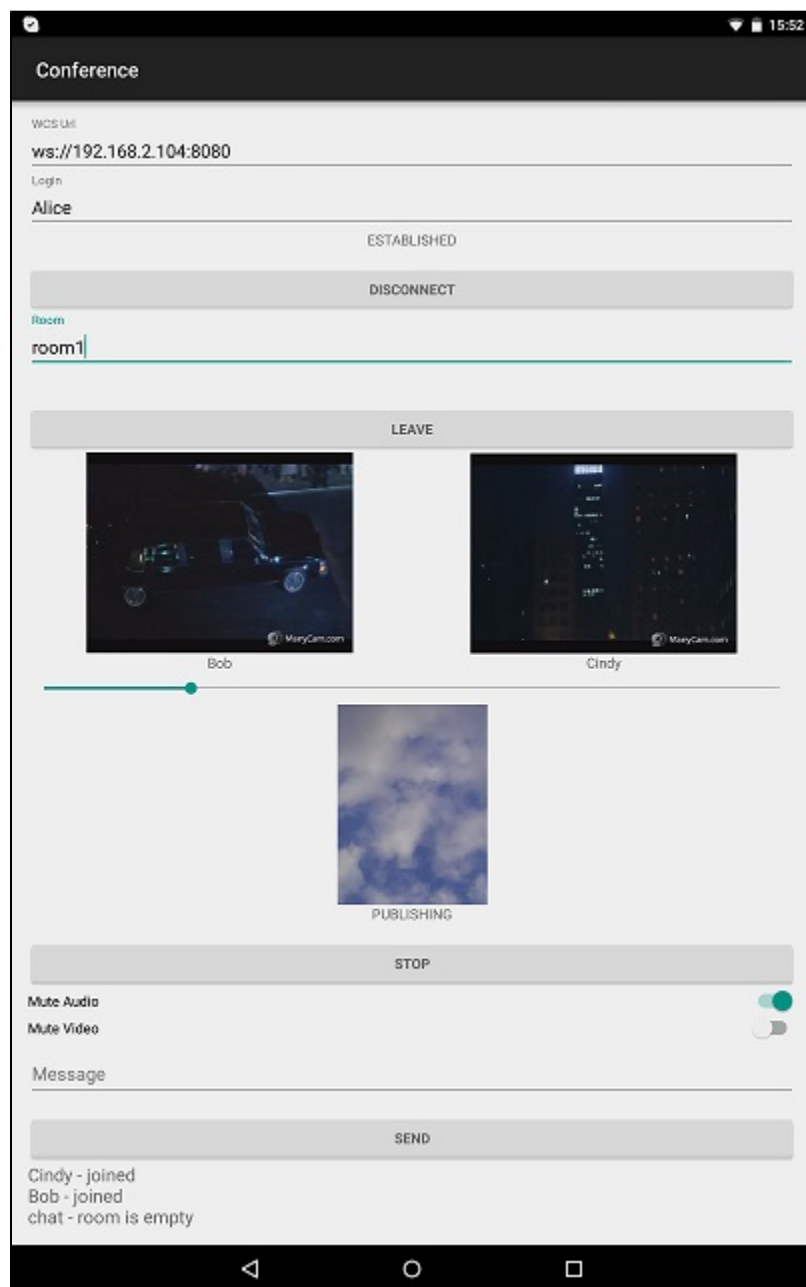 15:52
Conference
WCS Url
ws://192.168.2.104:8080
Login
Alice
ESTABLISHED
DISCONNECT
Room
room1
LEAVE
ManyCam.com
ManyCam.com
Bob
Cindy
PUBLISHING
STOP
Mute Audio
Mute Video
Message
SEND
Cindy - joined
Bob - joined
chat - room is empty